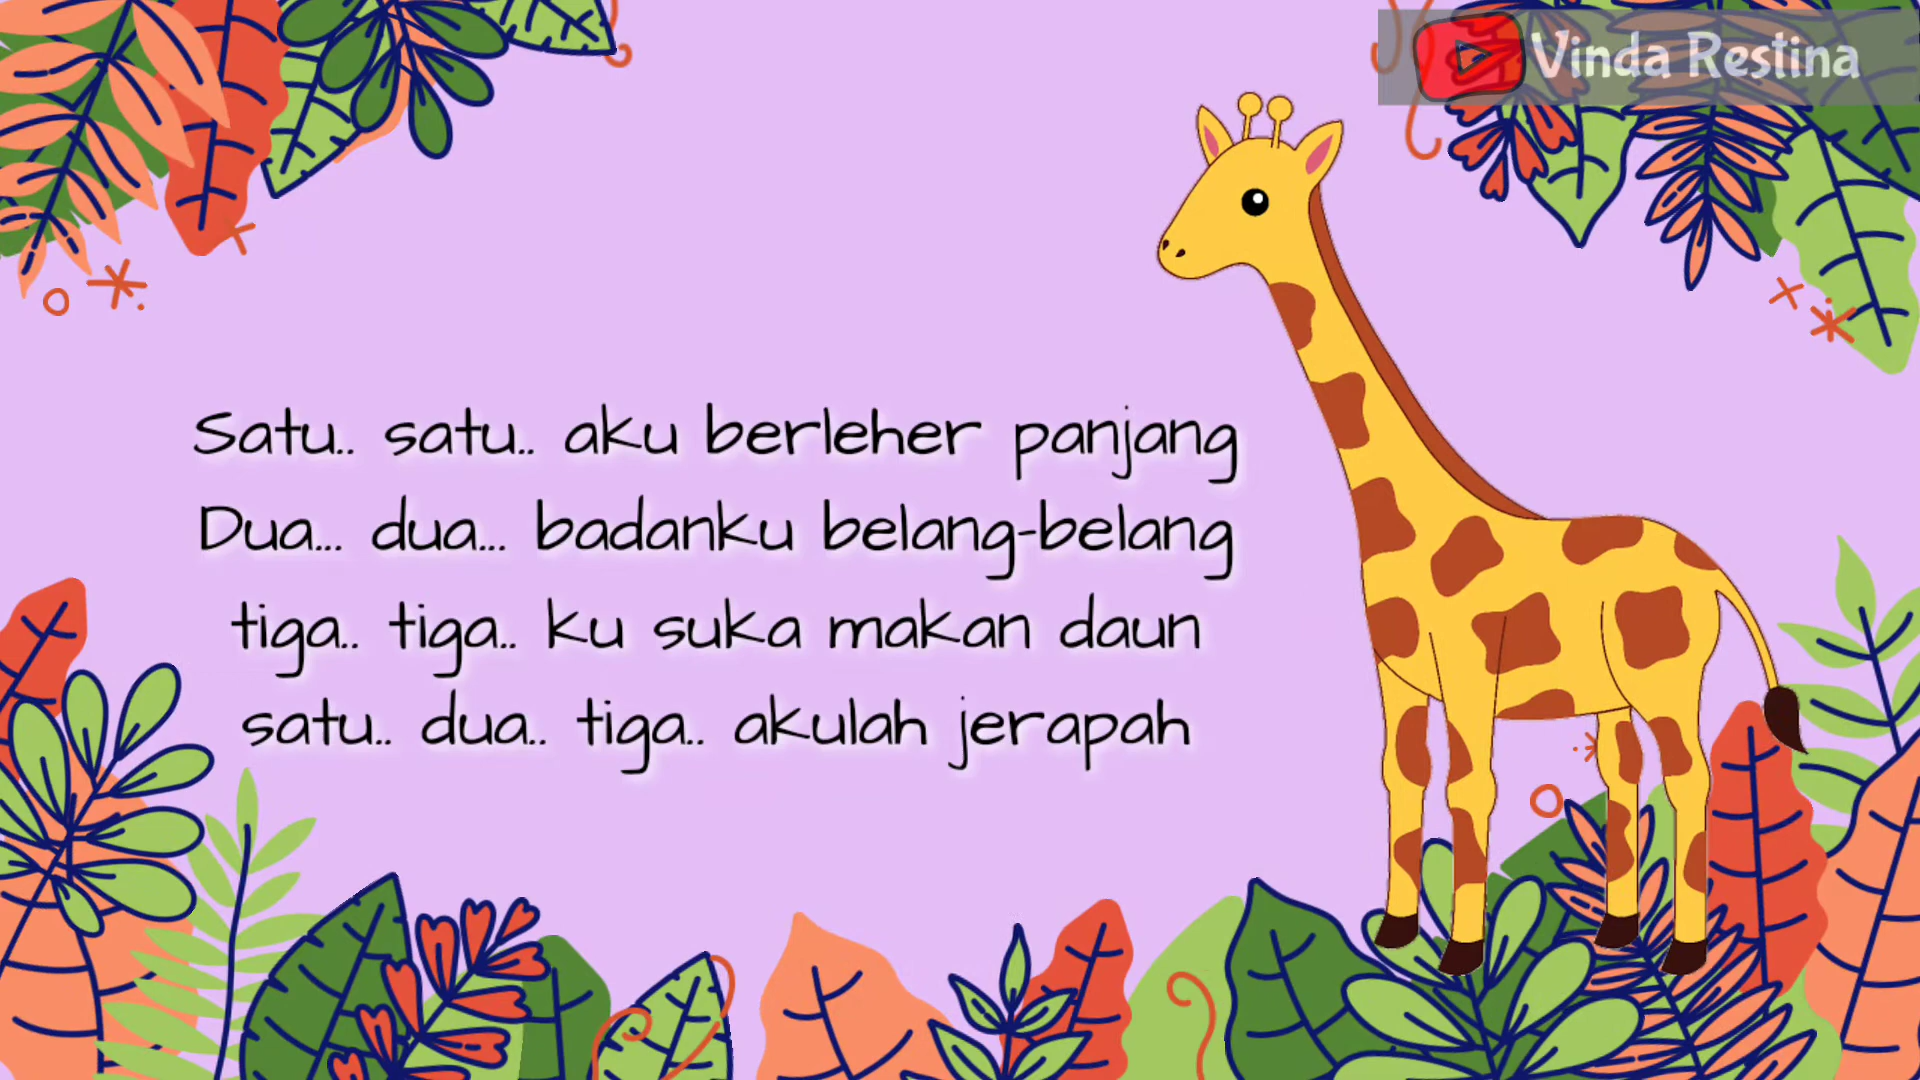 Vinda Restina
Satu.. satu.. aku berleher panjang
Dua... dua... badanku belang-belang
tiga.. tiga.. ku suka makan daun
satu.. dua.. tiga.. akulah jerapah